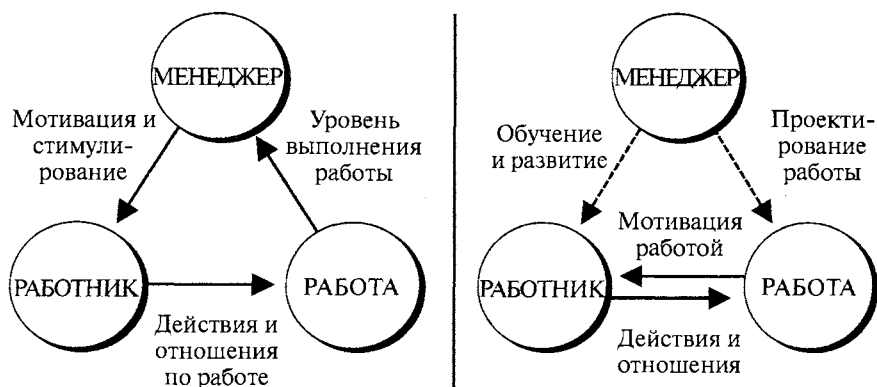 МЕНЕДЖЕР
Мотивация и
стимули-
рование
Уровень
выполнения
работы
РАБОТНИК
РАБОТА
Действия и
отношения
по работе
МЕНЕДЖЕР
Обучение
и развитие
Проекти-
рование
работы
Мотивация
работой
РАБОТНИК
РАБОТА
Действия и
отношения